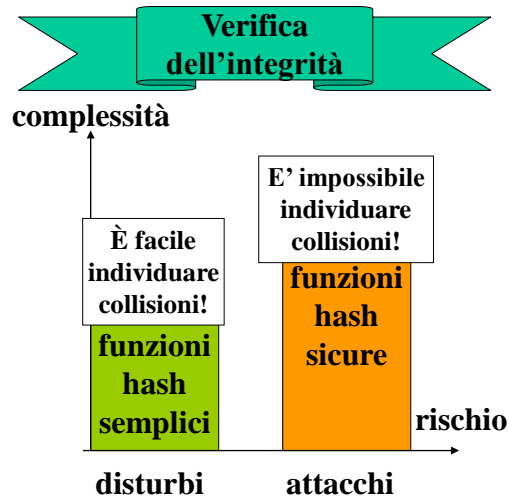 Verifica
dell'integrità
complessità
E' impossibile
individuare
collisioni!
È facile
individuare
collisioni!
funzioni
hash
sicure
funzioni
hash
semplici
rischio
disturbi
attacchi